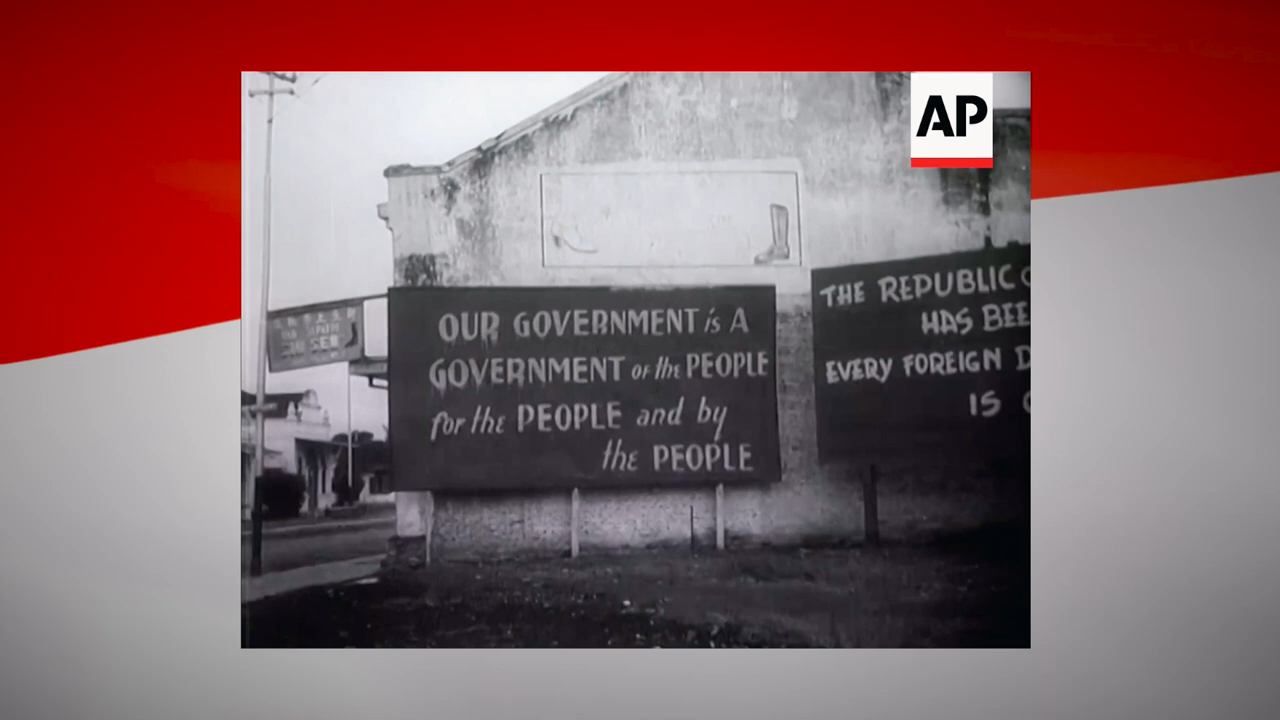 AP
OUR GOVERNMENT is A
GOVERNMENT of the PEOPLE
for the PEOPLE and by
the PEOPLE
THE REPUBLIC
HAS BEE
EVERY FOREIGN D
IS